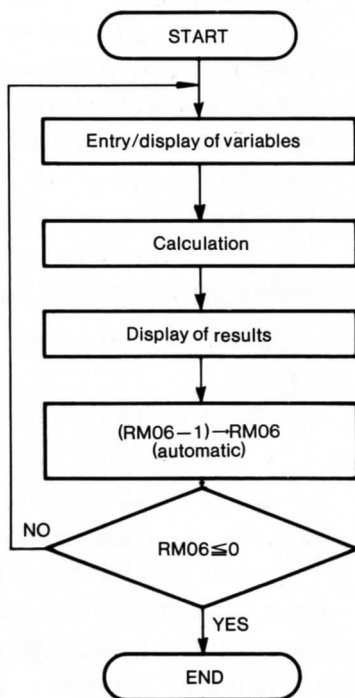 START
Entry/display of variables
Calculation
Display of results
(RM06−1)→RM06
(automatic)
NO
RM06≦0
YES
END